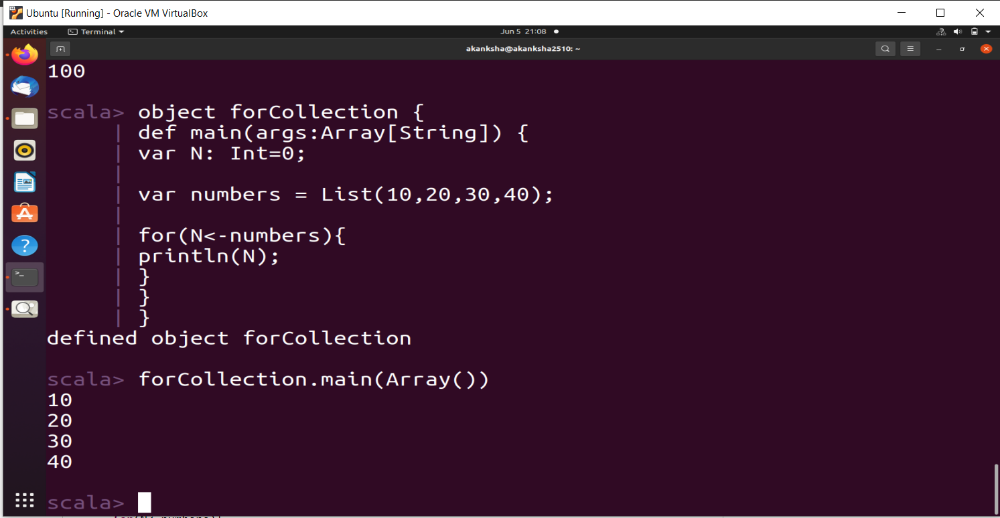 Ubuntu [Running] - Oracle VM VirtualBox
Activities Terminal Jun 5 21:08
akanksha@akanksha2510: ~
100
scala> object forCollection {
| def main(args:Array[String]) {
| var N: Int=0;
|
| var numbers = List(10,20,30,40);
|
| for(N<-numbers){
| println(N);
| }
| }
| }
defined object forCollection
scala> forCollection.main(Array())
10
20
30
40
scala>